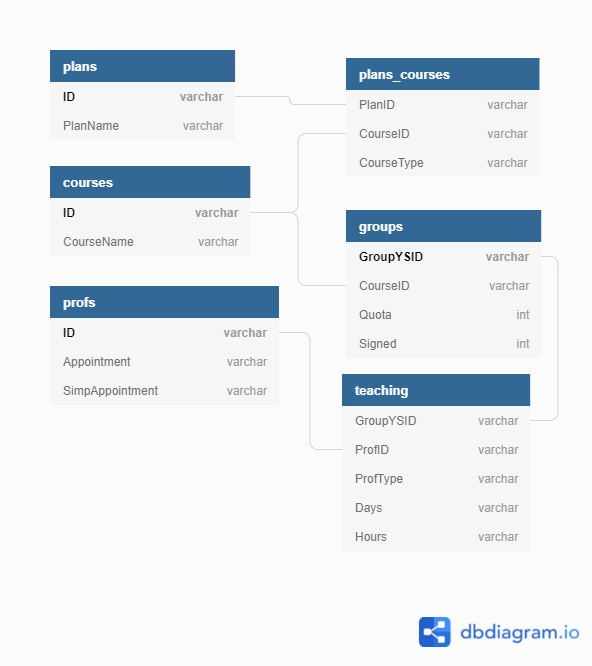 plans
ID varchar
PlanName varchar
courses
ID varchar
CourseName varchar
profs
ID varchar
Appointment varchar
SimpAppointment varchar
plans_courses
PlanID varchar
CourseID varchar
CourseType varchar
groups
GroupYSID varchar
CourseID varchar
Quota int
Signed int
teaching
GroupYSID varchar
ProfID varchar
ProfType varchar
Days varchar
Hours varchar
dbdiagram.io